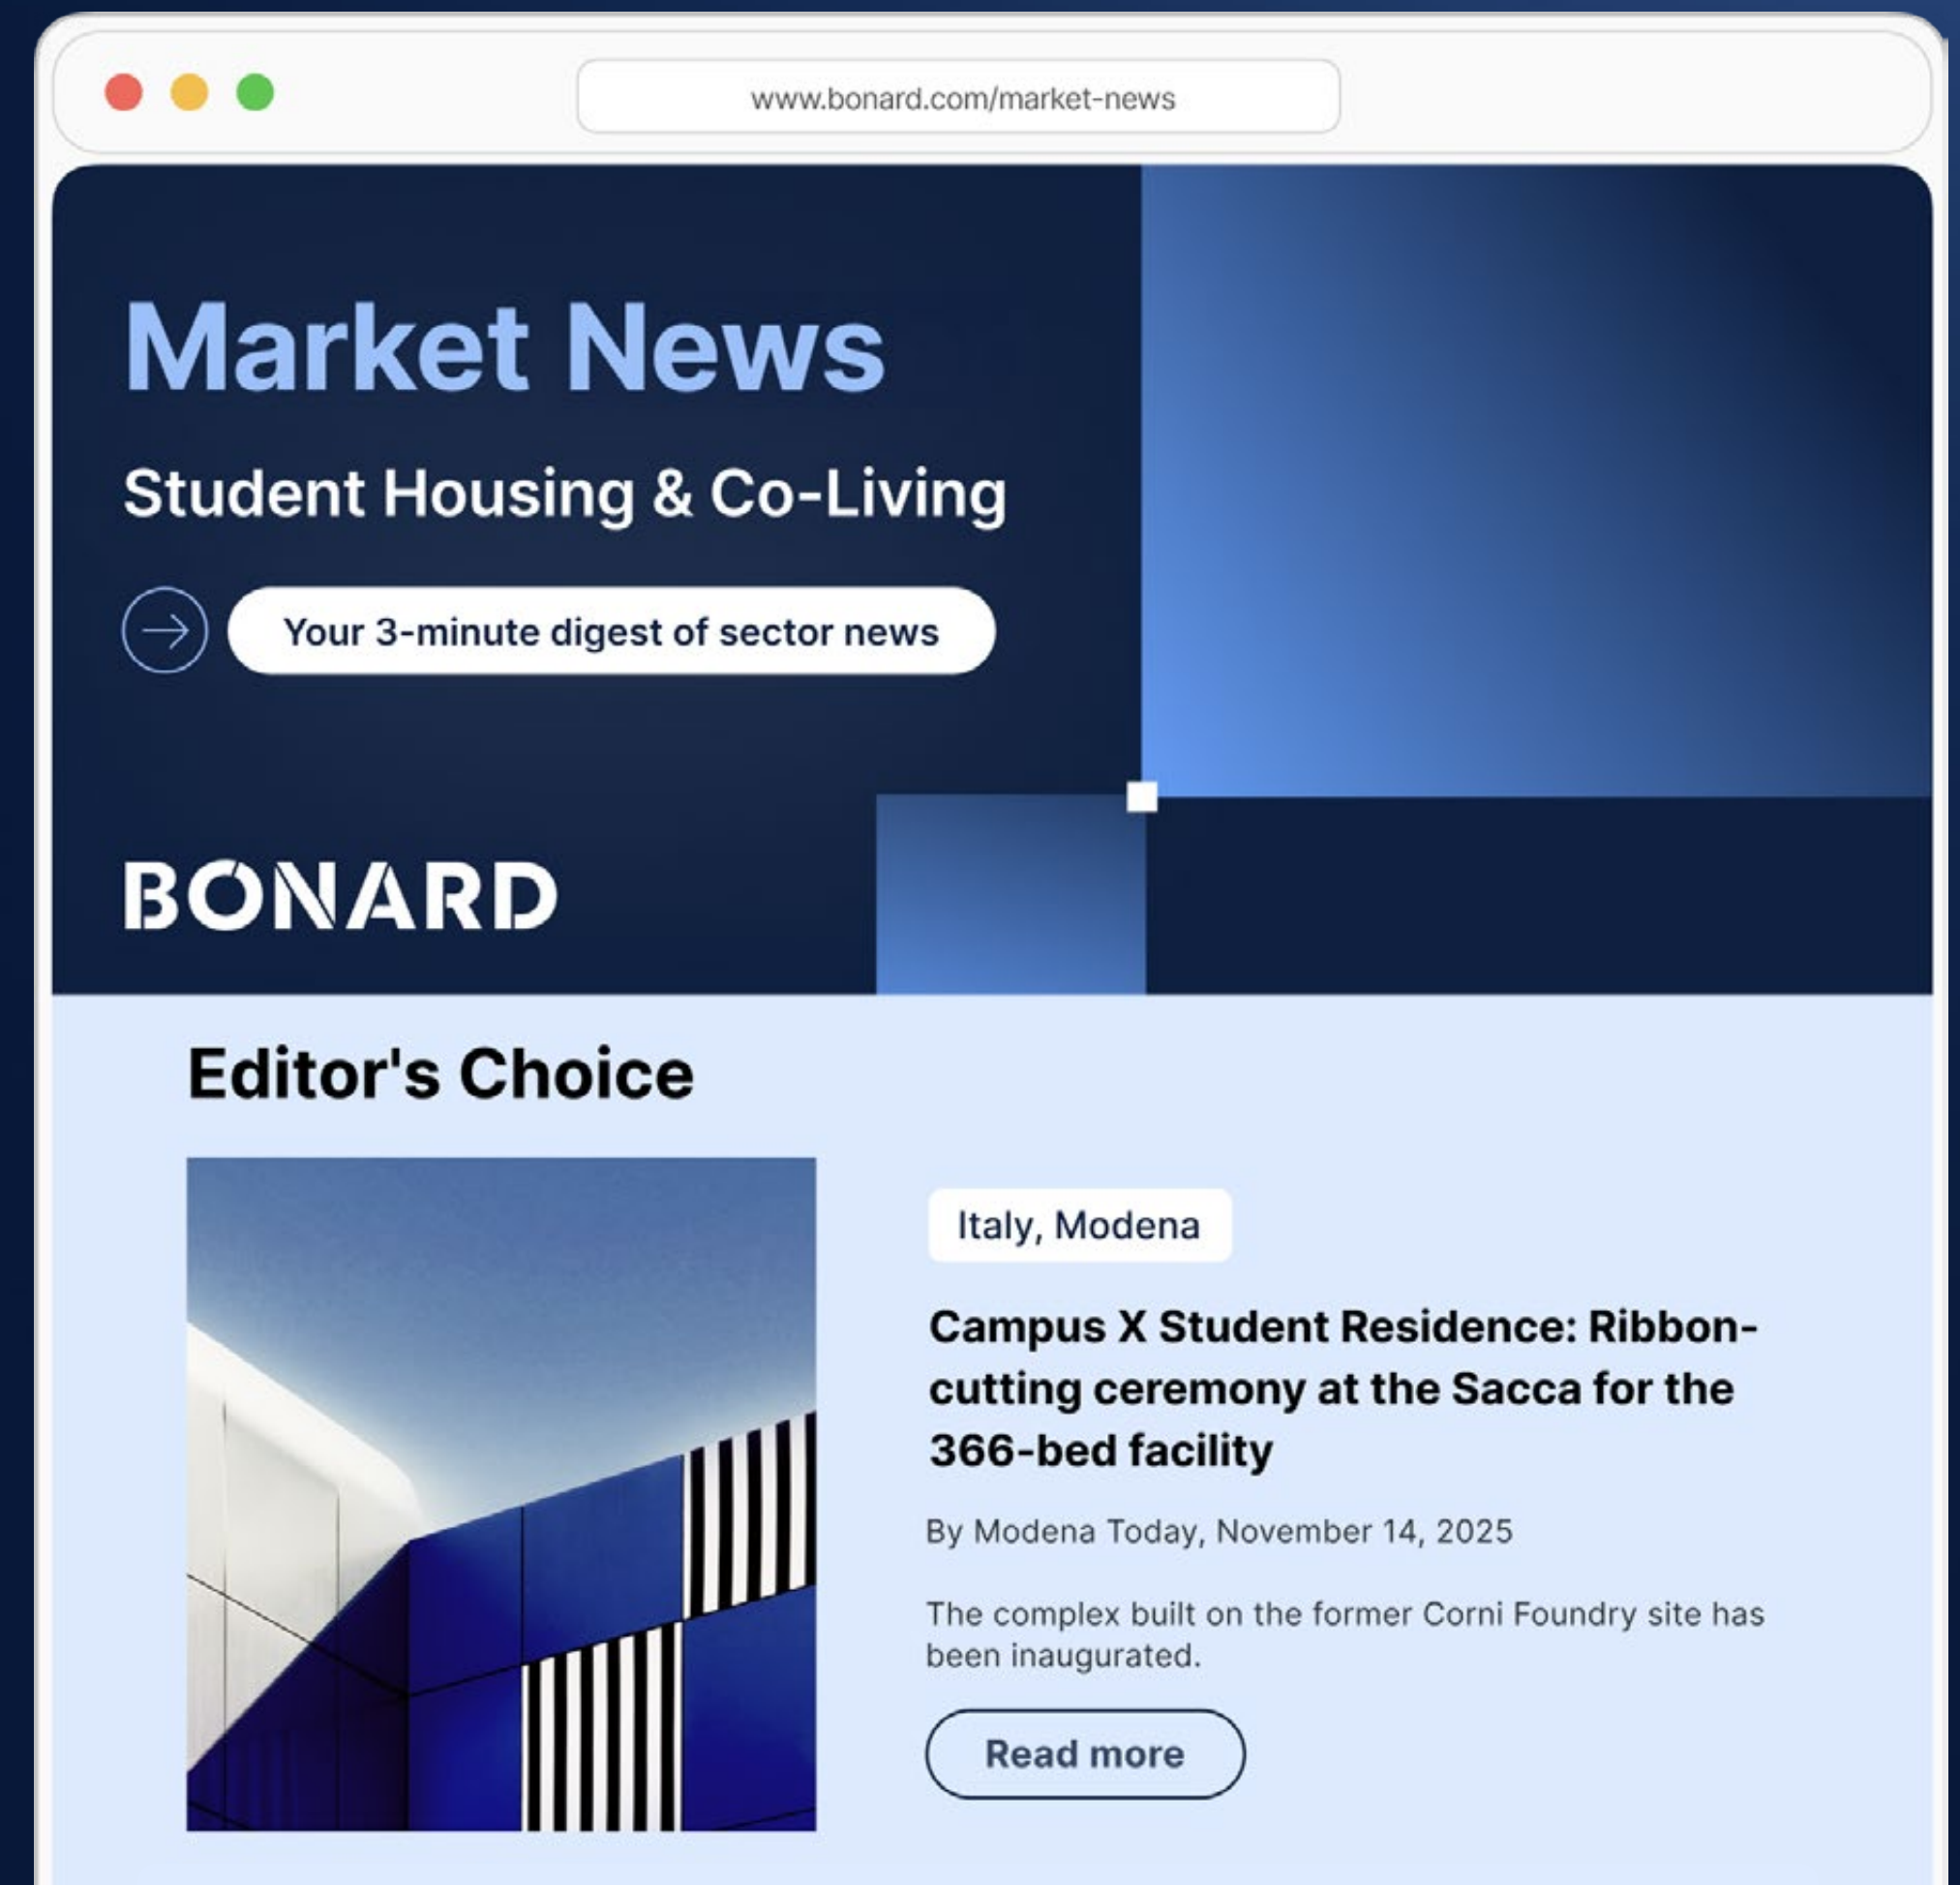 www.bonard.com/market-news
Market News
Student Housing & Co-Living
Your 3-minute digest of sector news
BONARD
Editor's Choice
Italy, Modena
Campus X Student Residence: Ribbon-
cutting ceremony at the Sacca for the
366-bed facility
By Modena Today, November 14, 2025
The complex built on the former Corni Foundry site has
been inaugurated.
Read more